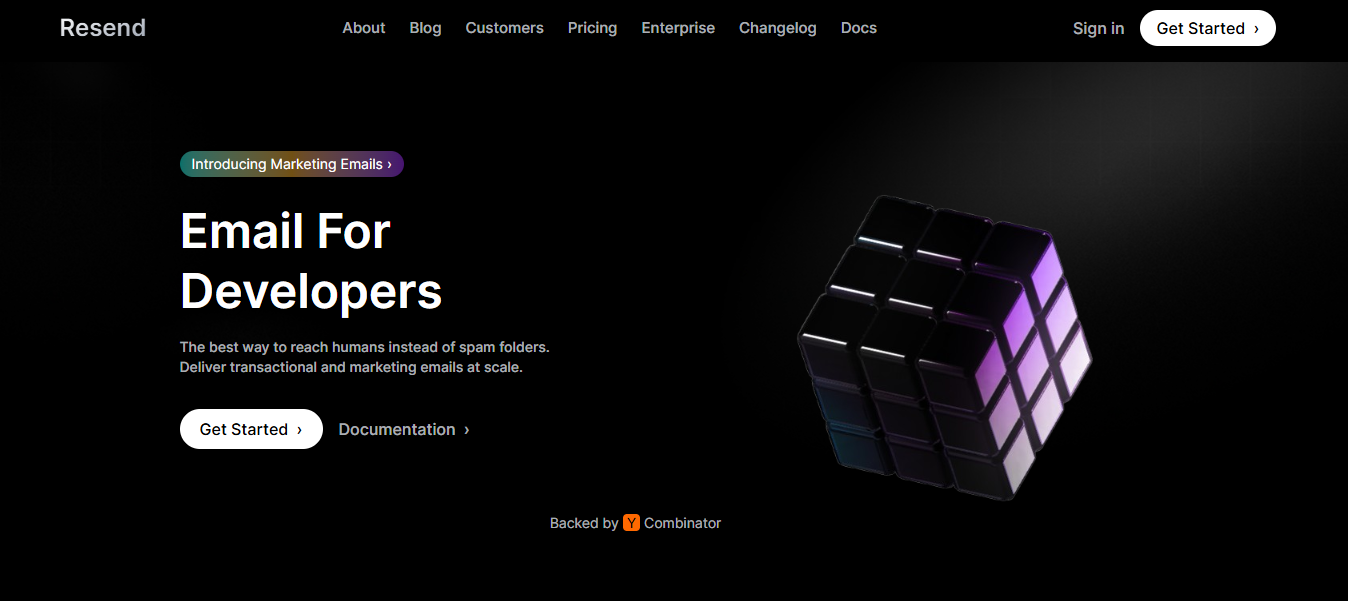 Resend
About Blog Customers Pricing Enterprise Changelog Docs
Sign in Get Started ›
Introducing Marketing Emails ›
Email For
Developers
The best way to reach humans instead of spam folders.
Deliver transactional and marketing emails at scale.
Get Started › Documentation ›
Backed by Y Combinator